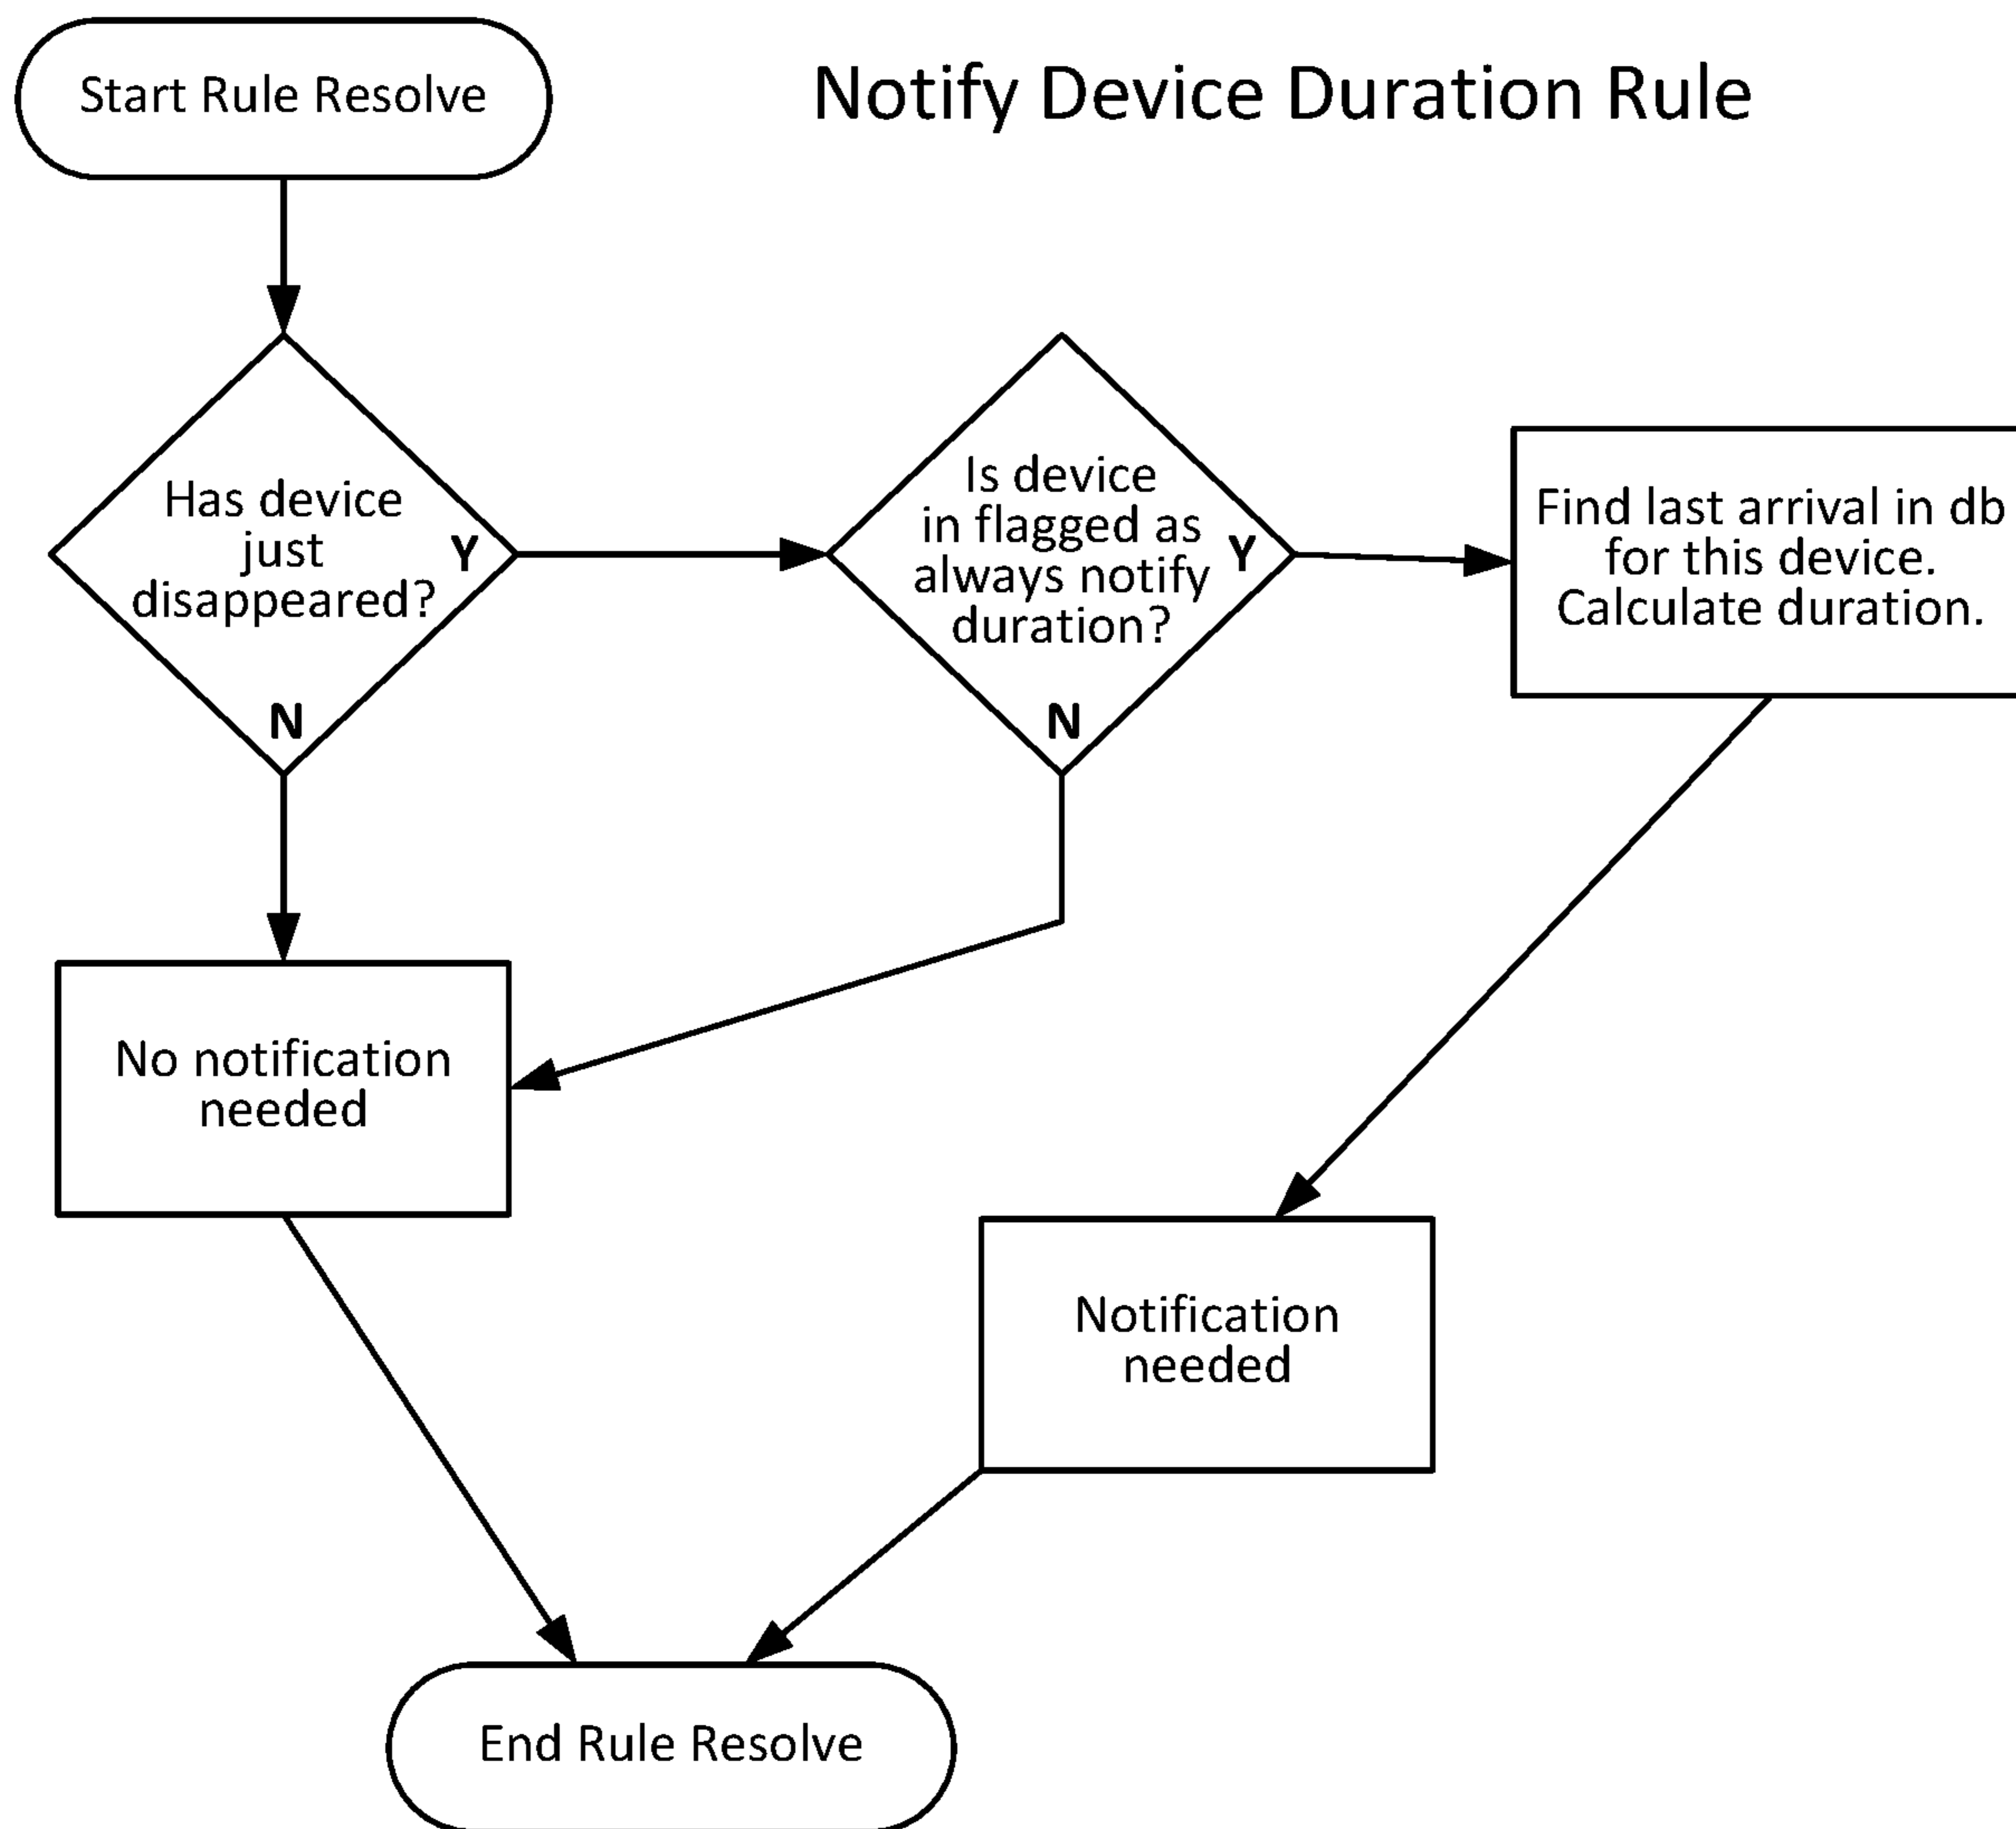 Start Rule Resolve
Notify Device Duration Rule
Has device
just
disappeared?
Y
N
Is device
in flagged as
always notify
duration?
Y
N
Find last arrival in db
for this device.
Calculate duration.
No notification
needed
Notification
needed
End Rule Resolve